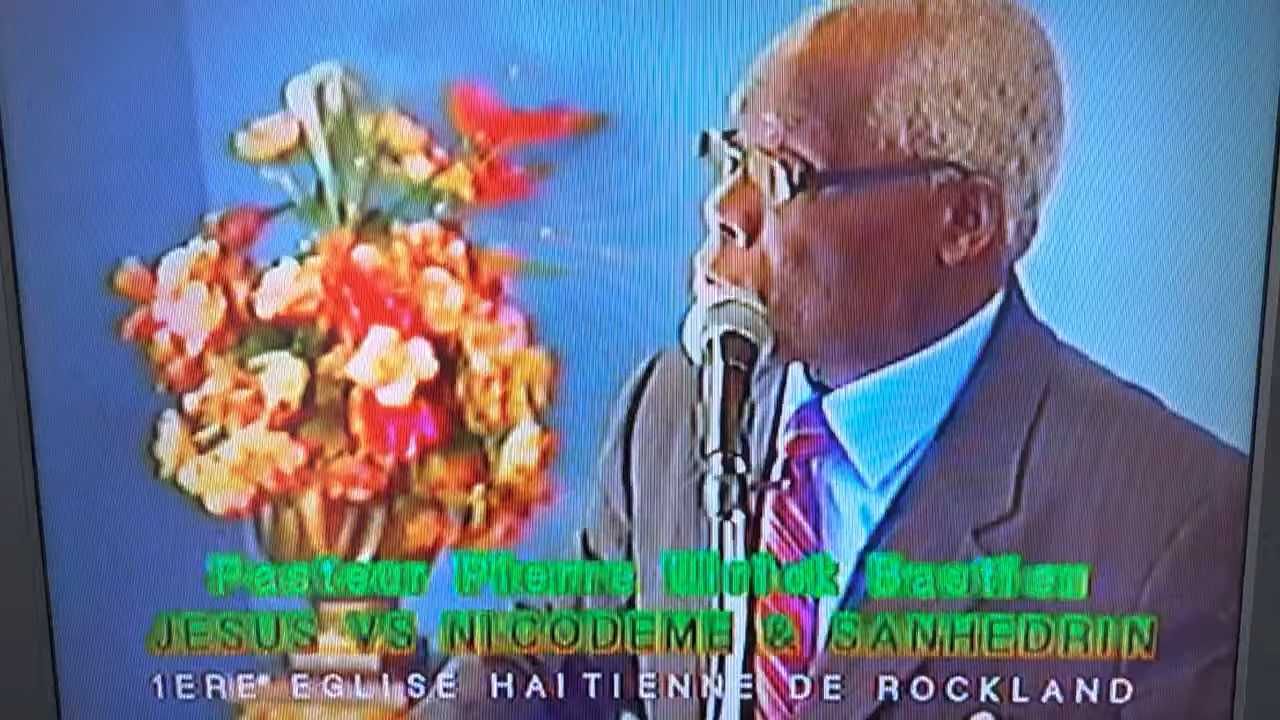 Pasteur Pierre Ulrick Bastien
JESUS VS NICODEME & SANHEDRIN
1ERE EGLISE HAITIENNE DE ROCKLAND